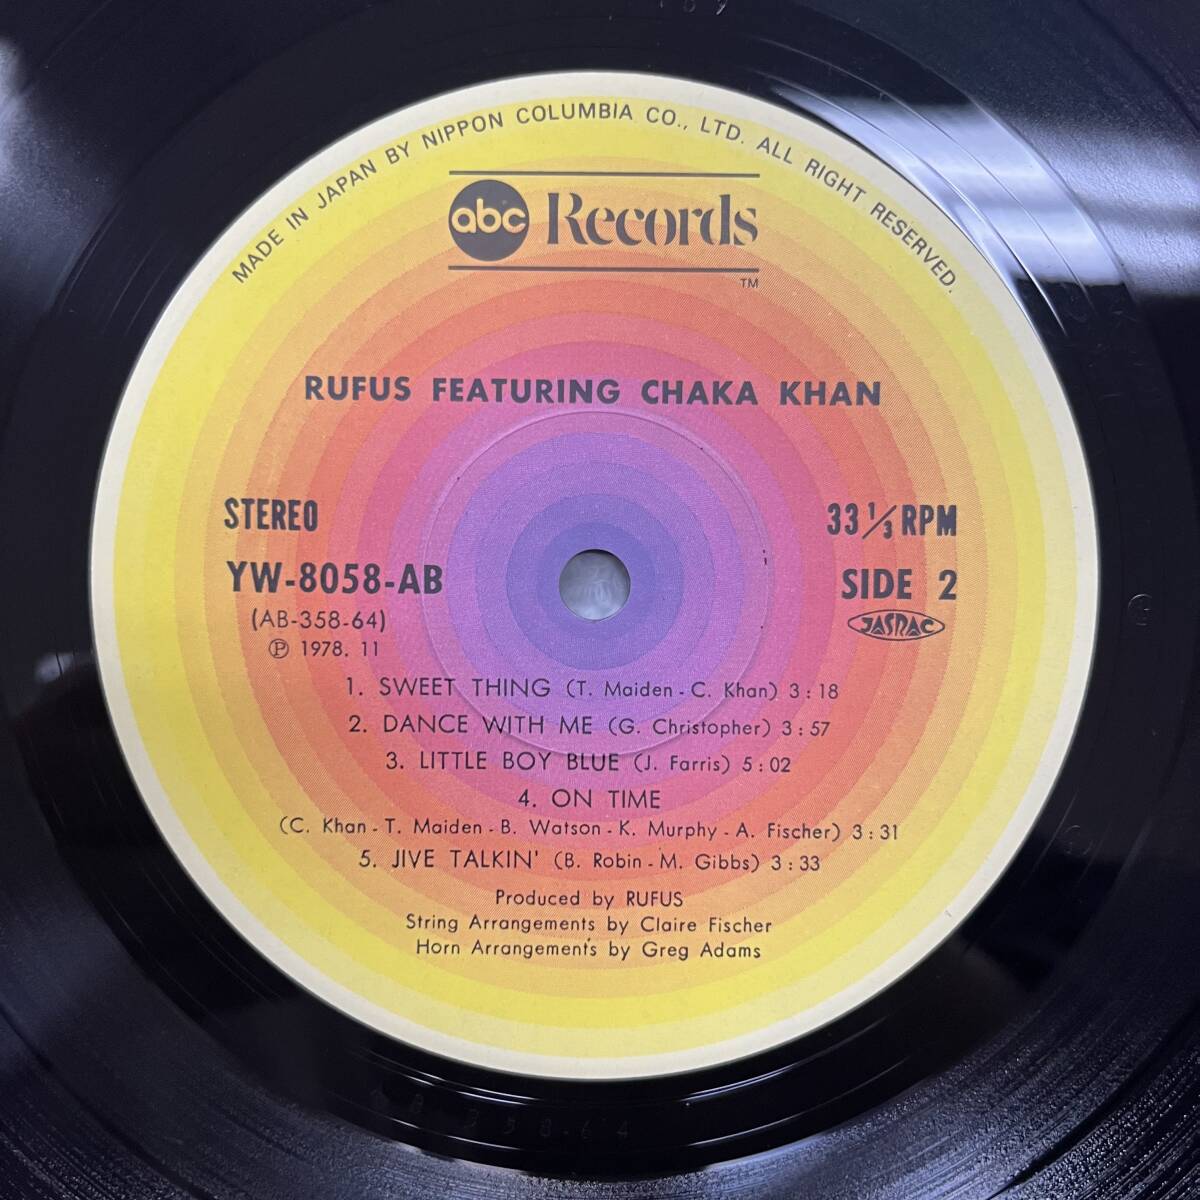 MADE IN JAPAN BY NIPPON COLUMBIA CO., LTD. ALL RIGHT RESERVED.
abc Records
TM
RUFUS FEATURING CHAKA KHAN
STEREO
33 1/3 RPM
YW-8058-AB
SIDE 2
(AB-358-64)
JASRAC
Ⓟ 1978. 11
1. SWEET THING (T. Maiden - C. Khan) 3:18
2. DANCE WITH ME (G. Christopher) 3:57
3. LITTLE BOY BLUE (J. Farris) 5:02
4. ON TIME
(C. Khan - T. Maiden - B. Watson - K. Murphy - A. Fischer) 3:31
5. JIVE TALKIN' (B. Robin - M. Gibbs) 3:33
Produced by RUFUS
String Arrangements by Claire Fischer
Horn Arrangements by Greg Adams